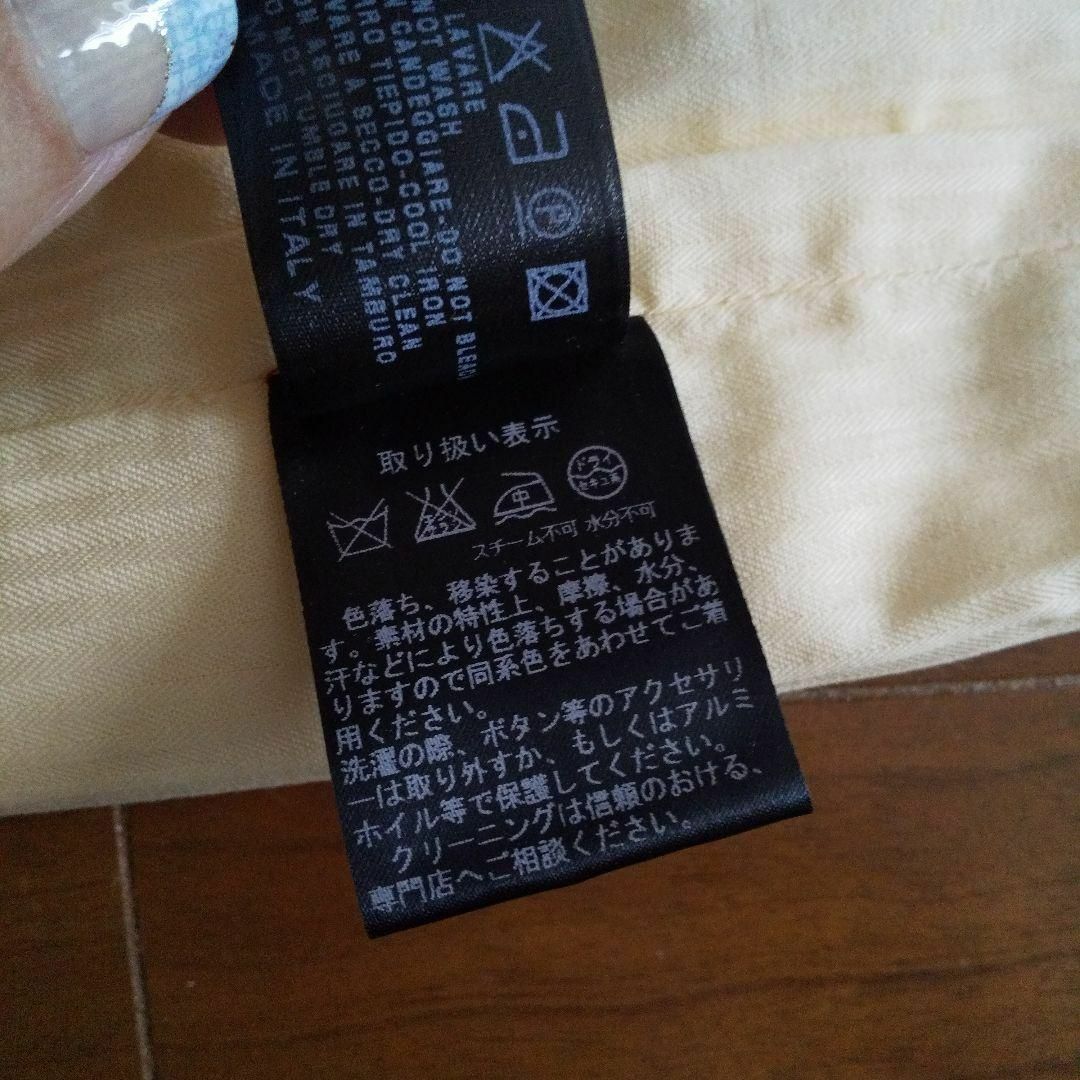 LAVARE
NOT WASH
CANDEGGIARE-DO NOT BLEACH
TIEPIDO-COOL IRON
A SECCO-DRY CLEAN
ASCIUGARE IN TAMBURO
NOT TUMBLE DRY
MADE IN ITALY
P
取り扱い表示
エンソサラシ
中
ドライ
セキユ系
スチーム不可 水分不可
色落ち、移染することがありま
す。素材の特性上、摩擦、水分、
汗などにより色落ちする場合があ
りますので同系色をあわせてご着
用ください。
洗濯の際、ボタン等のアクセサリ
ーは取り外すか、もしくはアルミ
ホイル等で保護してください。
クリーニングは信頼のおける、
専門店へご相談ください。